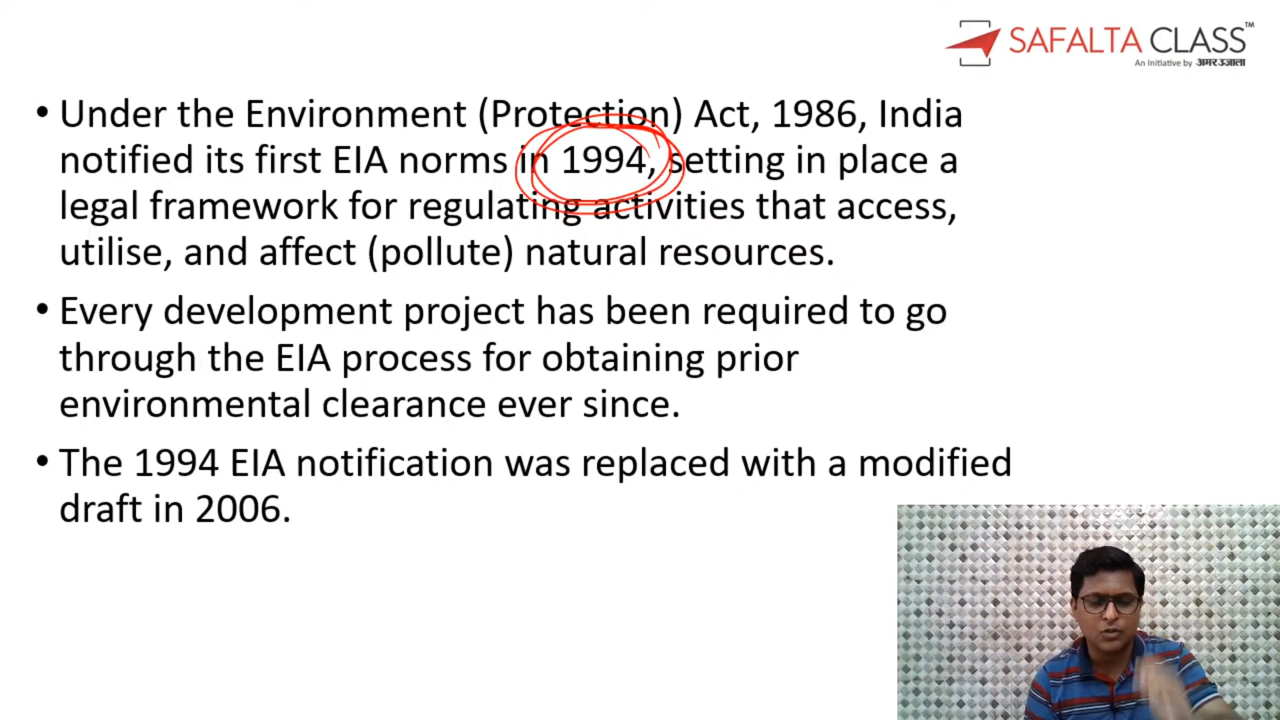 SAFALTA CLASS™
An Initiative by अमर उजाला
• Under the Environment (Protection) Act, 1986, India
notified its first EIA norms in 1994, setting in place a
legal framework for regulating activities that access,
utilise, and affect (pollute) natural resources.
• Every development project has been required to go
through the EIA process for obtaining prior
environmental clearance ever since.
• The 1994 EIA notification was replaced with a modified
draft in 2006.